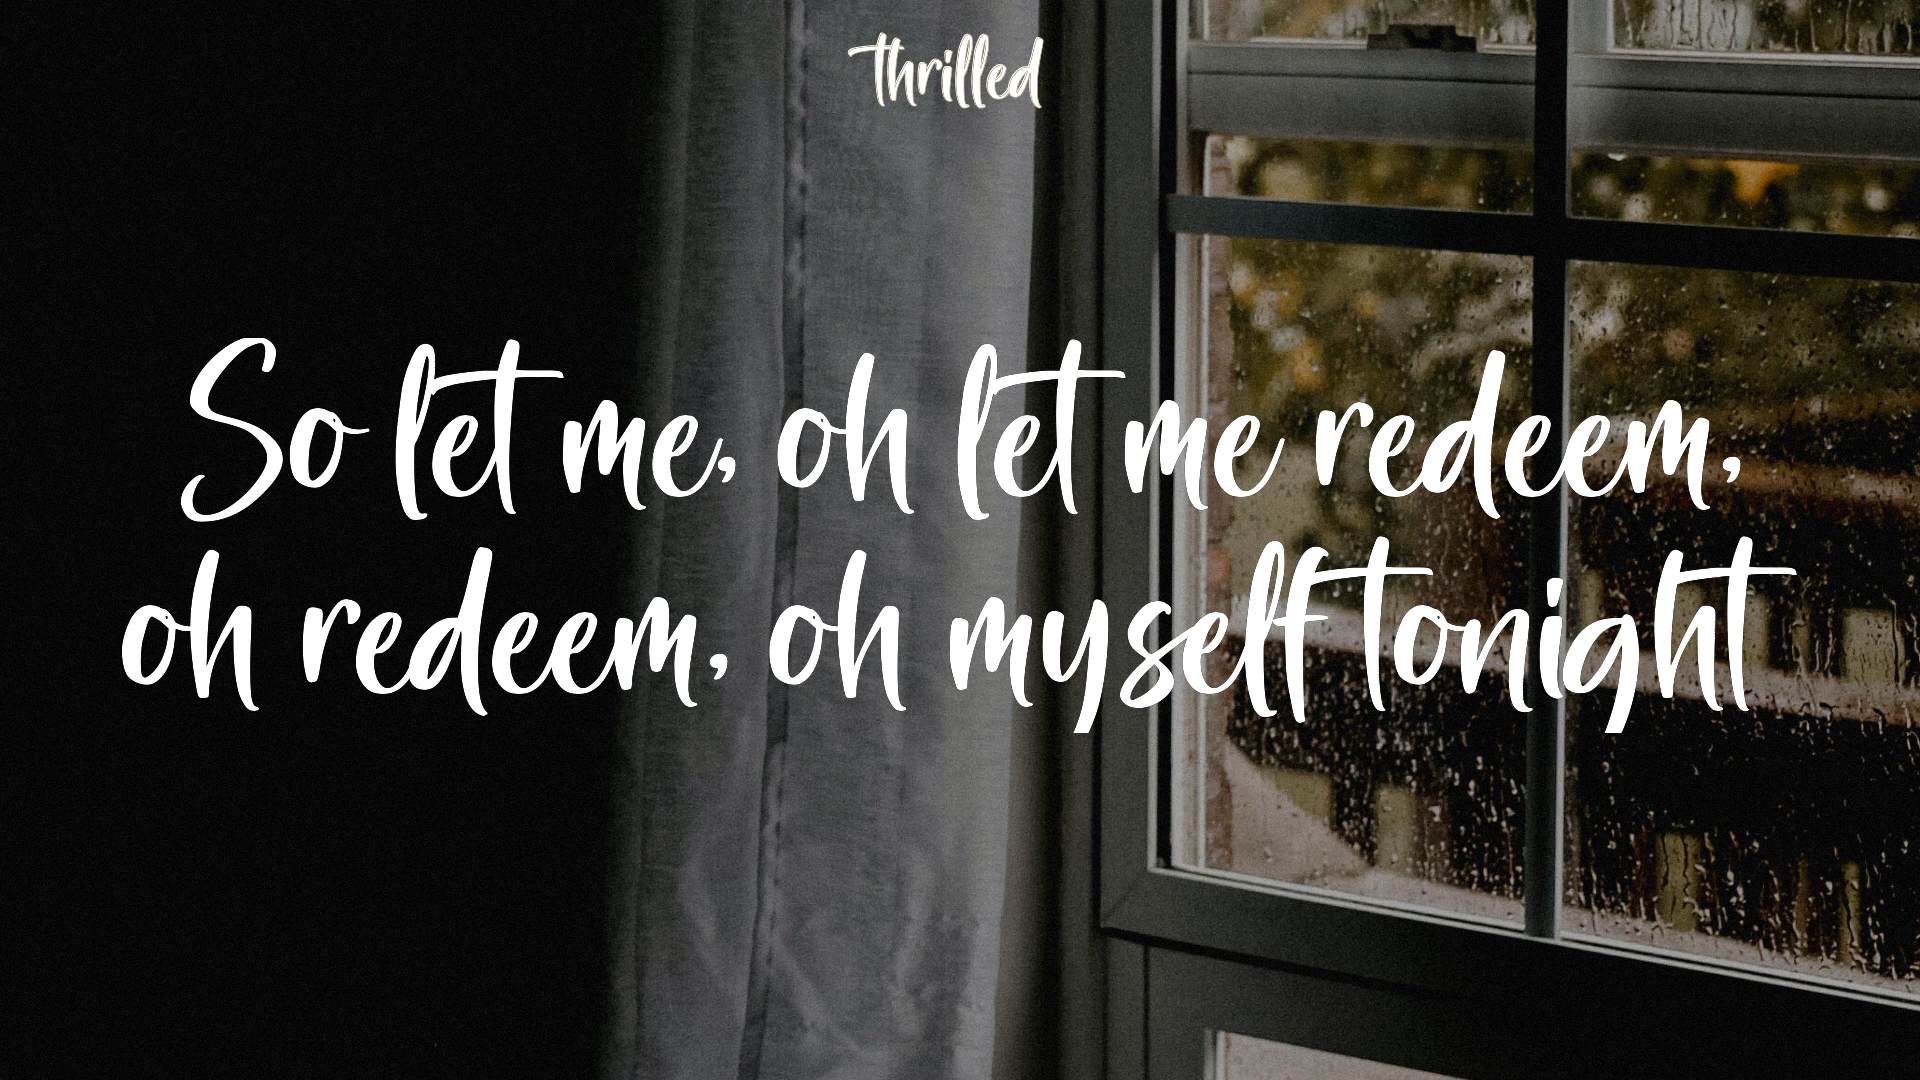 thrilled
So let me, oh let me redeem,
oh redeem, oh myself tonight